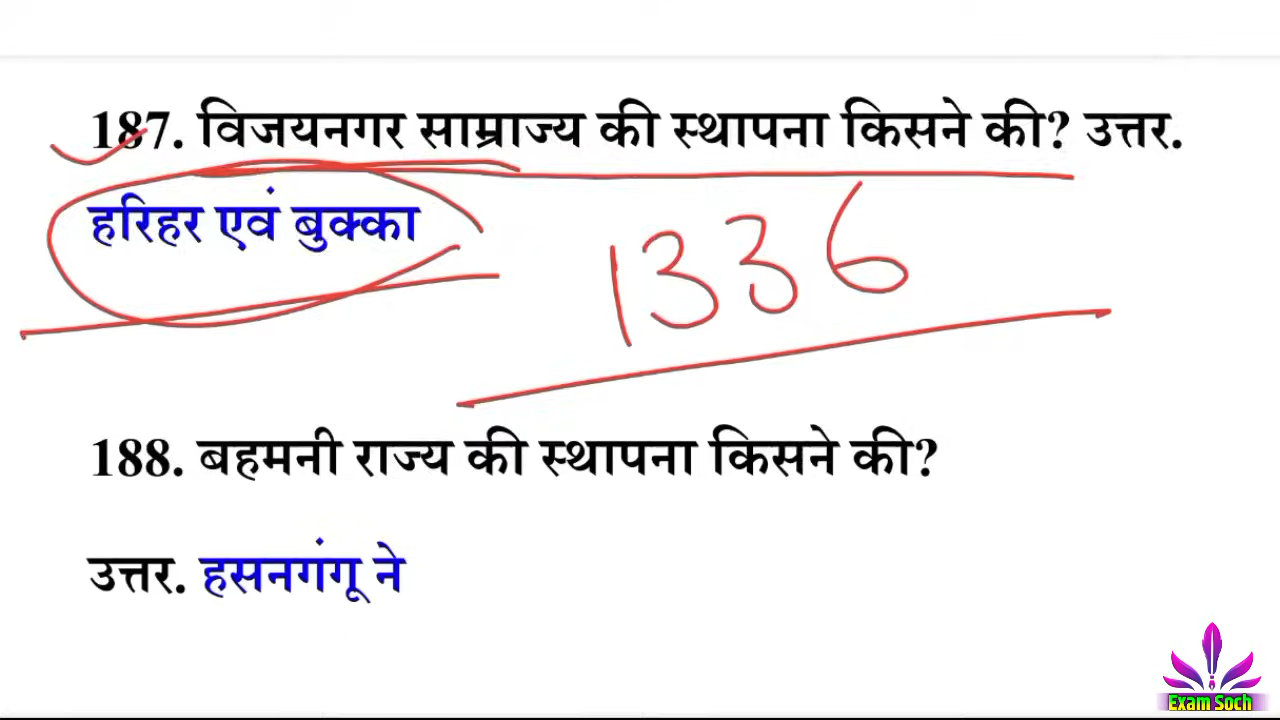 187. विजयनगर साम्राज्य की स्थापना किसने की? उत्तर.
हरिहर एवं बुक्का
1336
188. बहमनी राज्य की स्थापना किसने की?
उत्तर. हसनगंगू ने
Exam Soch